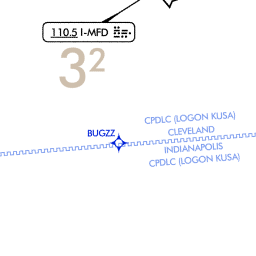 110.5 I-MFD
32
BUGZZ
CPDLC (LOGON KUSA)
CLEVELAND
INDIANAPOLIS
CPDLC (LOGON KUSA)